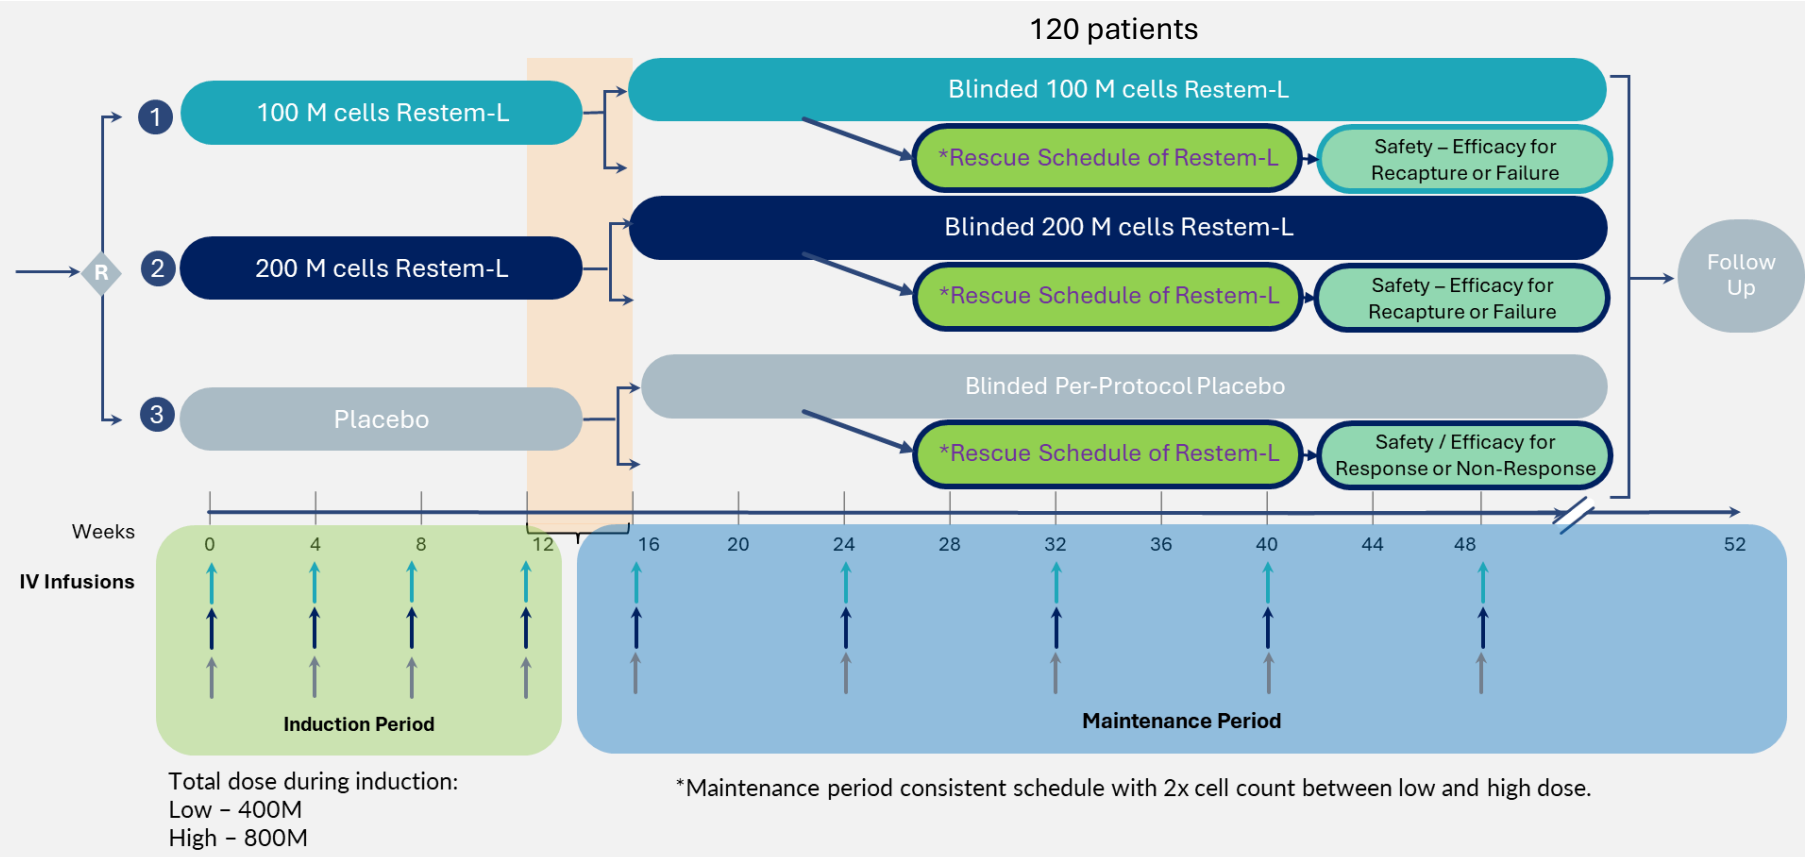 120 patients
1
100 M cells Restem-L
Blinded 100 M cells Restem-L
*Rescue Schedule of Restem-L
Safety – Efficacy for
Recapture or Failure
R
2
200 M cells Restem-L
Blinded 200 M cells Restem-L
*Rescue Schedule of Restem-L
Safety – Efficacy for
Recapture or Failure
Follow
Up
3
Placebo
Blinded Per-Protocol Placebo
*Rescue Schedule of Restem-L
Safety / Efficacy for
Response or Non-Response
Weeks
0 4 8 12 16 20 24 28 32 36 40 44 48 52
IV Infusions
Induction Period
Maintenance Period
Total dose during induction:
Low – 400M
High – 800M
*Maintenance period consistent schedule with 2x cell count between low and high dose.